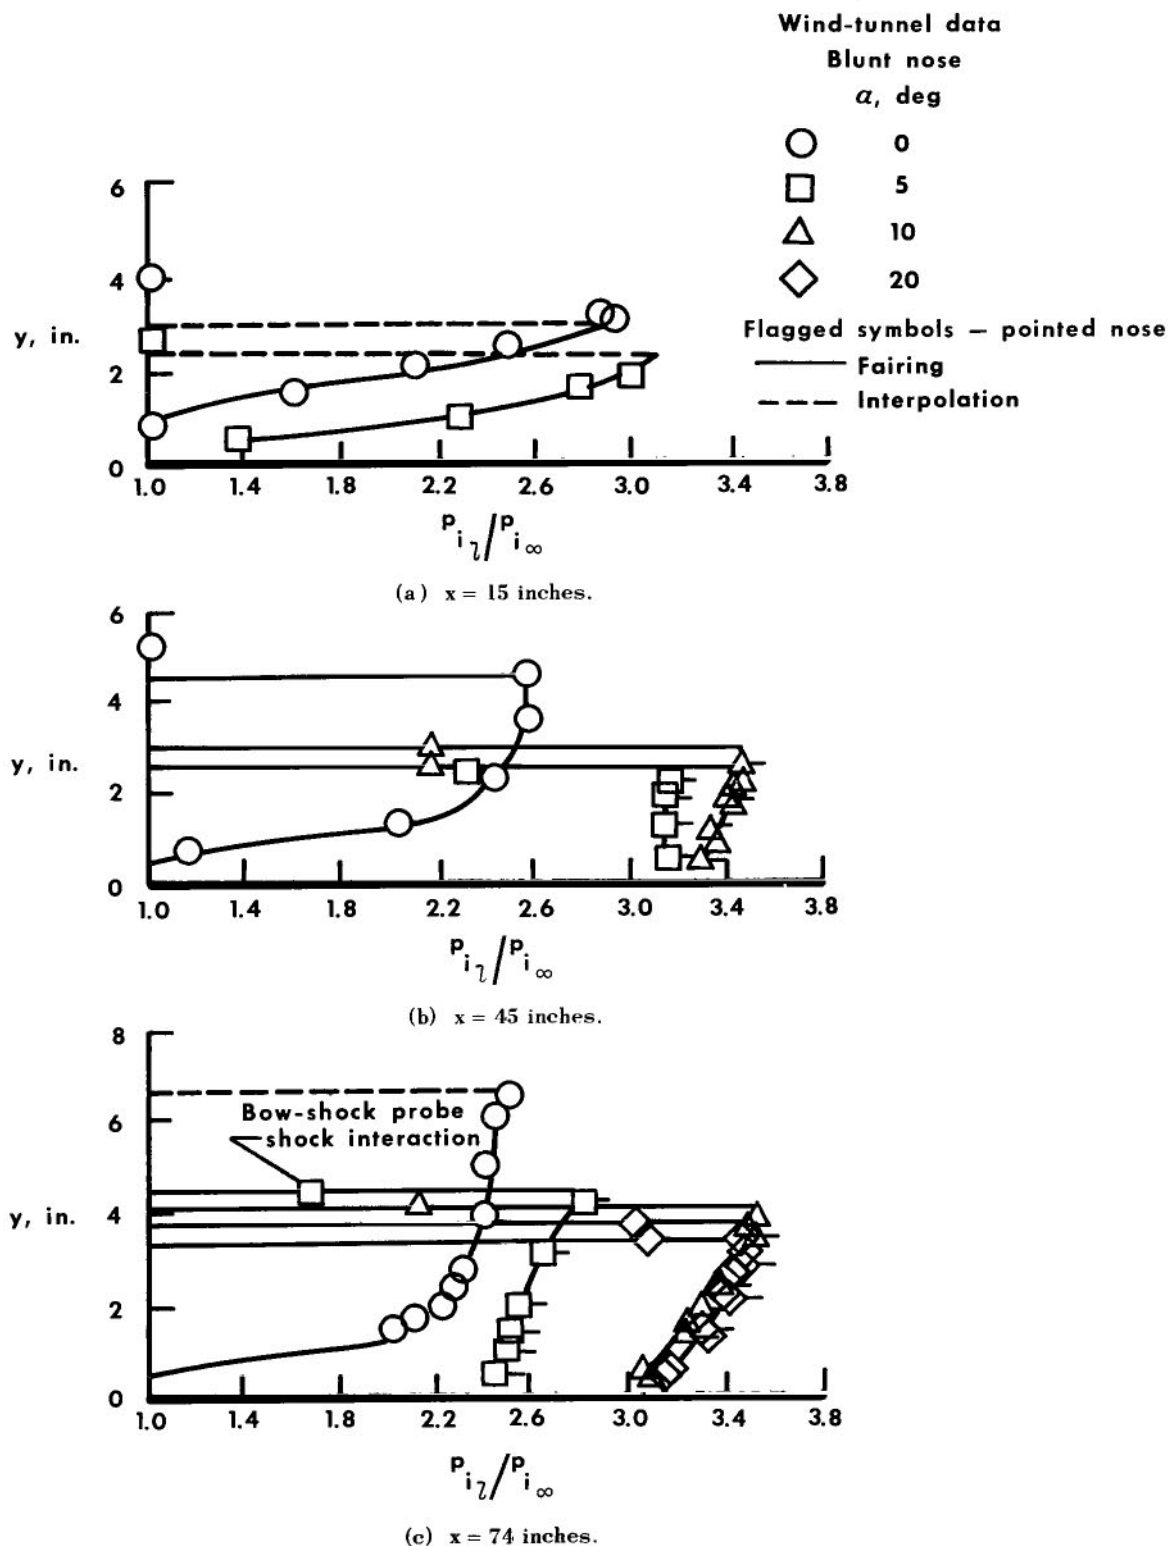 Wind-tunnel data
Blunt nose
α, deg
0
5
10
20
Flagged symbols — pointed nose
Fairing
Interpolation
6
4
y, in.
2
0
1.0 1.4 1.8 2.2 2.6 3.0 3.4 3.8
p_{i_l}/p_{i_∞}
(a) x = 15 inches.
6
4
y, in.
2
0
1.0 1.4 1.8 2.2 2.6 3.0 3.4 3.8
p_{i_l}/p_{i_∞}
(b) x = 45 inches.
8
6
Bow-shock probe
shock interaction
4
y, in.
2
0
1.0 1.4 1.8 2.2 2.6 3.0 3.4 3.8
p_{i_l}/p_{i_∞}
(c) x = 74 inches.